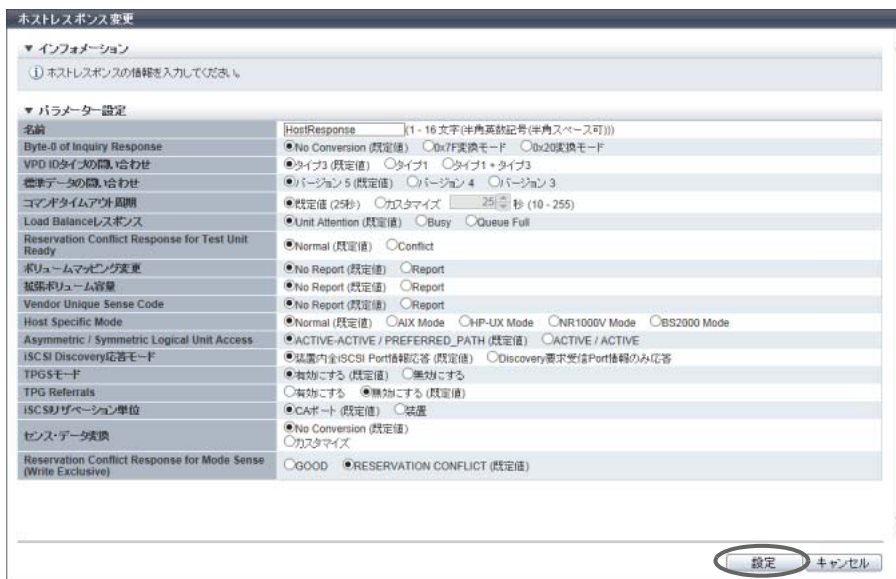 ホストレスポンス変更
▼ インフォメーション
ホストレスポンスの情報を入力してください。
▼ パラメーター設定
名前 HostResponse (1 - 16 文字(半角英数記号(半角スペース可)))
Byte-0 of Inquiry Response No Conversion (既定値) 0x7F変換モード 0x20変換モード
VPD IDタイプの問い合わせ タイプ3 (既定値) タイプ1 タイプ1 + タイプ3
標準データの問い合わせ バージョン 5 (既定値) バージョン 4 バージョン 3
コマンドタイムアウト周期 既定値 (25秒) カスタマイズ 25 秒 (10 - 255)
Load Balanceレスポンス Unit Attention (既定値) Busy Queue Full
Reservation Conflict Response for Test Unit Ready Normal (既定値) Conflict
ボリュームマッピング変更 No Report (既定値) Report
拡張ボリューム容量 No Report (既定値) Report
Vendor Unique Sense Code No Report (既定値) Report
Host Specific Mode Normal (既定値) AIX Mode HP-UX Mode NR1000V Mode BS2000 Mode
Asymmetric / Symmetric Logical Unit Access ACTIVE-ACTIVE / PREFERRED_PATH (既定値) ACTIVE / ACTIVE
iSCSI Discovery応答モード 装置内全iSCSI Port情報応答 (既定値) Discovery要求受信Port情報のみ応答
TPGSモード 有効にする (既定値) 無効にする
TPG Referrals 有効にする 無効にする (既定値)
iSCSIリザベーション単位 CAポート (既定値) 装置
センス・データ変換 No Conversion (既定値)
カスタマイズ
Reservation Conflict Response for Mode Sense (Write Exclusive) GOOD RESERVATION CONFLICT (既定値)
設定 キャンセル